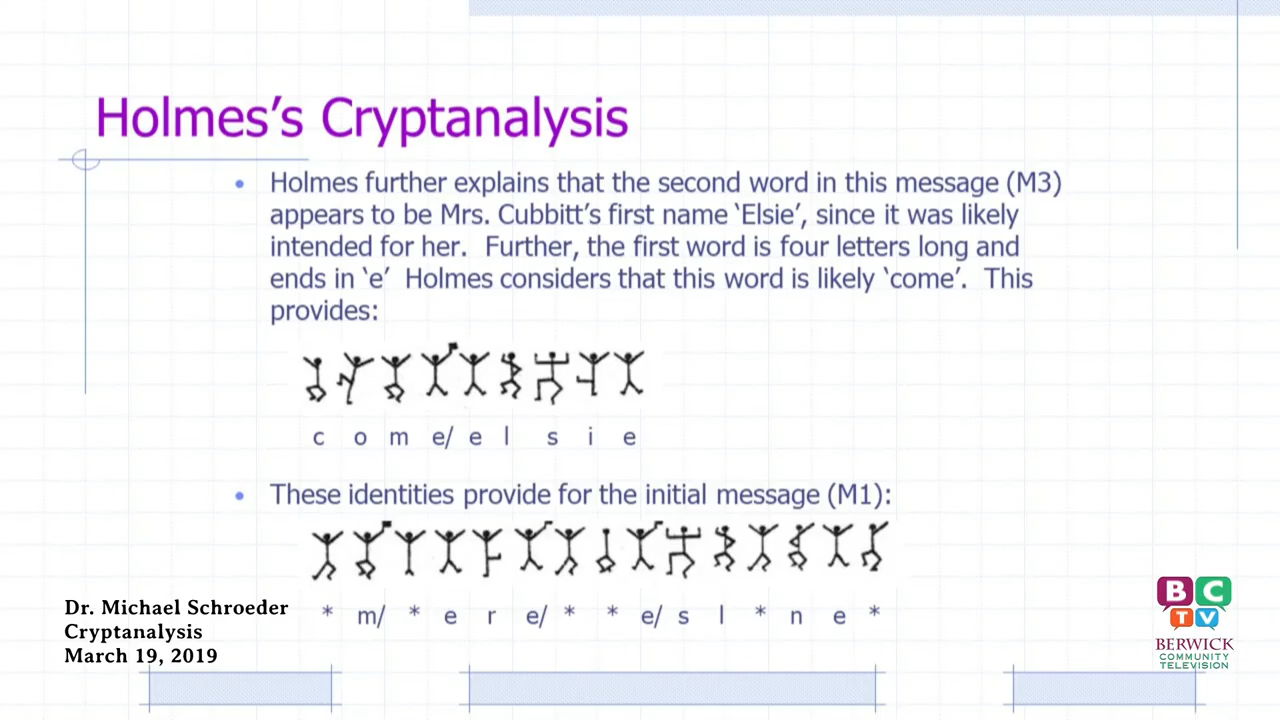 Holmes’s Cryptanalysis
• Holmes further explains that the second word in this message (M3)
appears to be Mrs. Cubbitt’s first name ‘Elsie’, since it was likely
intended for her.  Further, the first word is four letters long and
ends in ‘e’  Holmes considers that this word is likely ‘come’.  This
provides:
c o m e/ e l s i e
• These identities provide for the initial message (M1):
* m/ * e r e/ * * e/ s l * n e *
Dr. Michael Schroeder
Cryptanalysis
March 19, 2019
BC
TV
BERWICK
COMMUNITY
TELEVISION